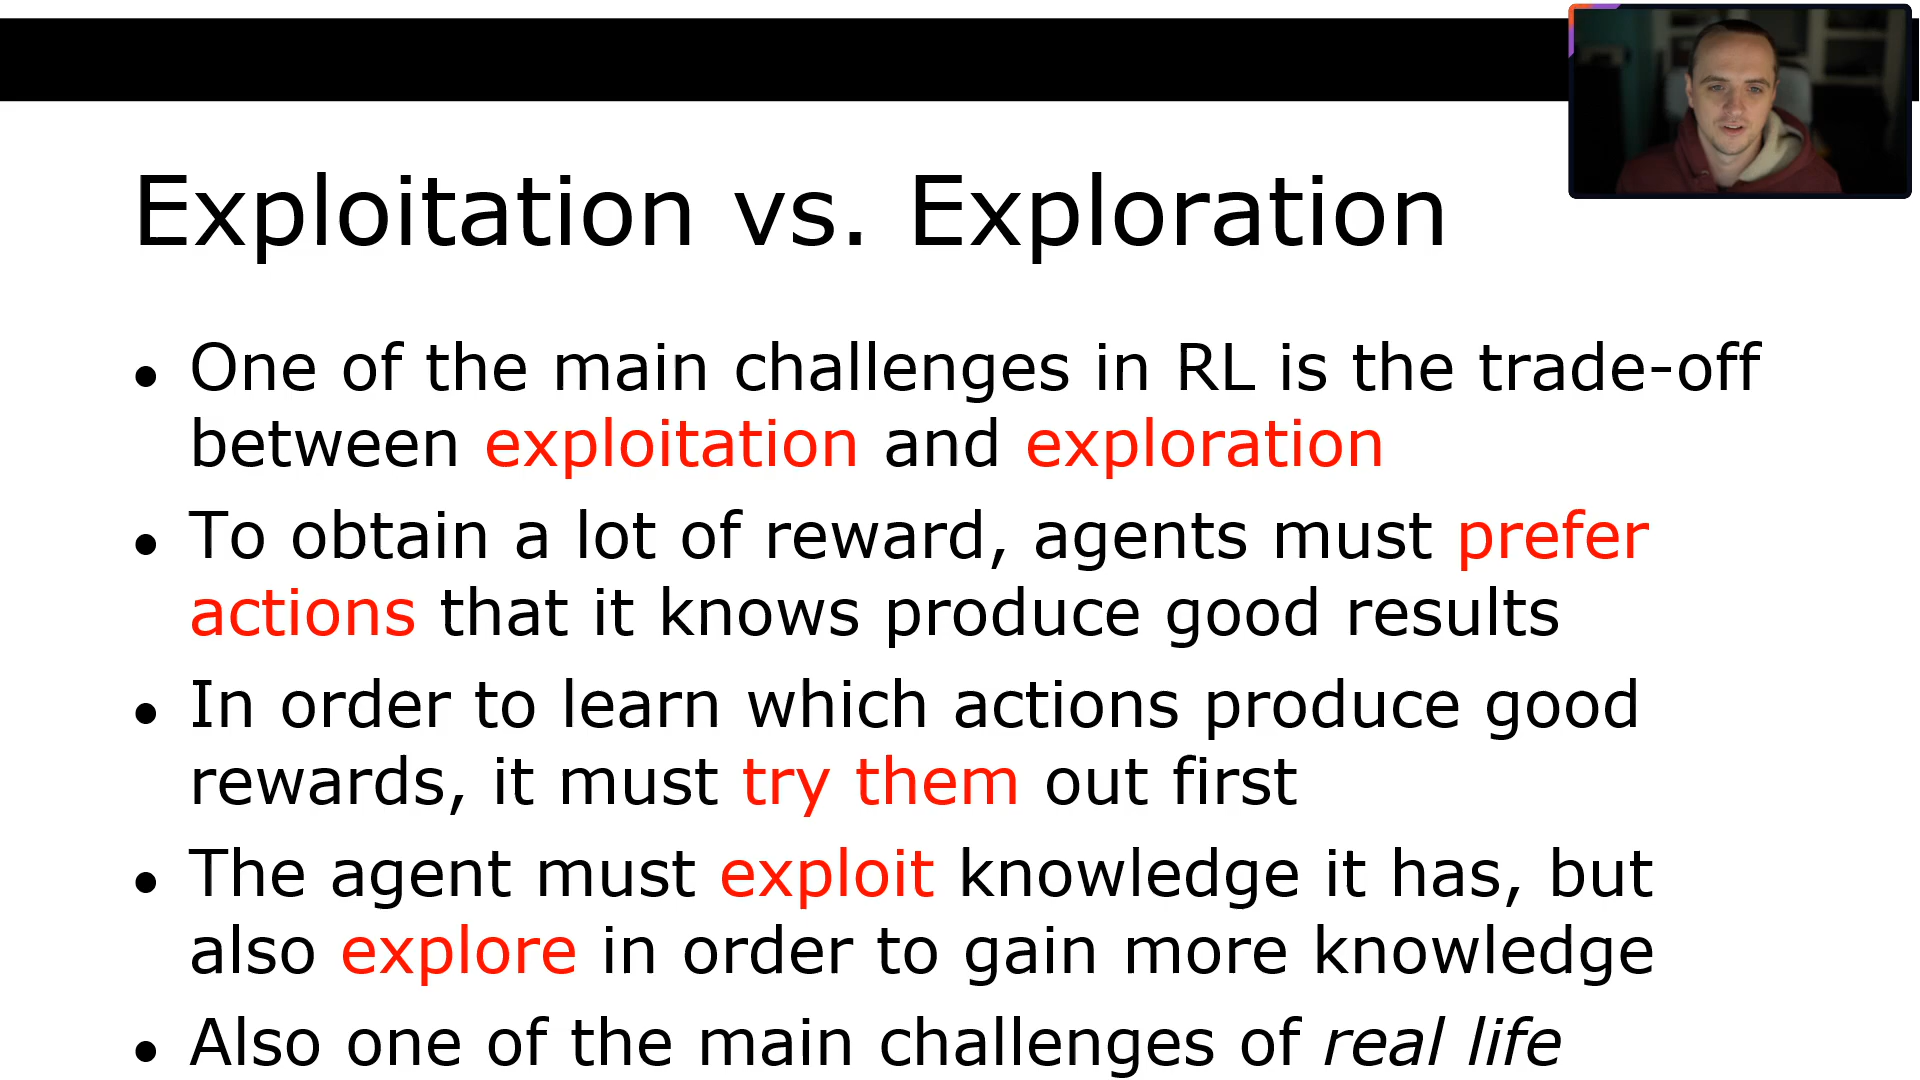 Exploitation vs. Exploration
• One of the main challenges in RL is the trade-off
between exploitation and exploration
• To obtain a lot of reward, agents must prefer
actions that it knows produce good results
• In order to learn which actions produce good
rewards, it must try them out first
• The agent must exploit knowledge it has, but
also explore in order to gain more knowledge
• Also one of the main challenges of real life